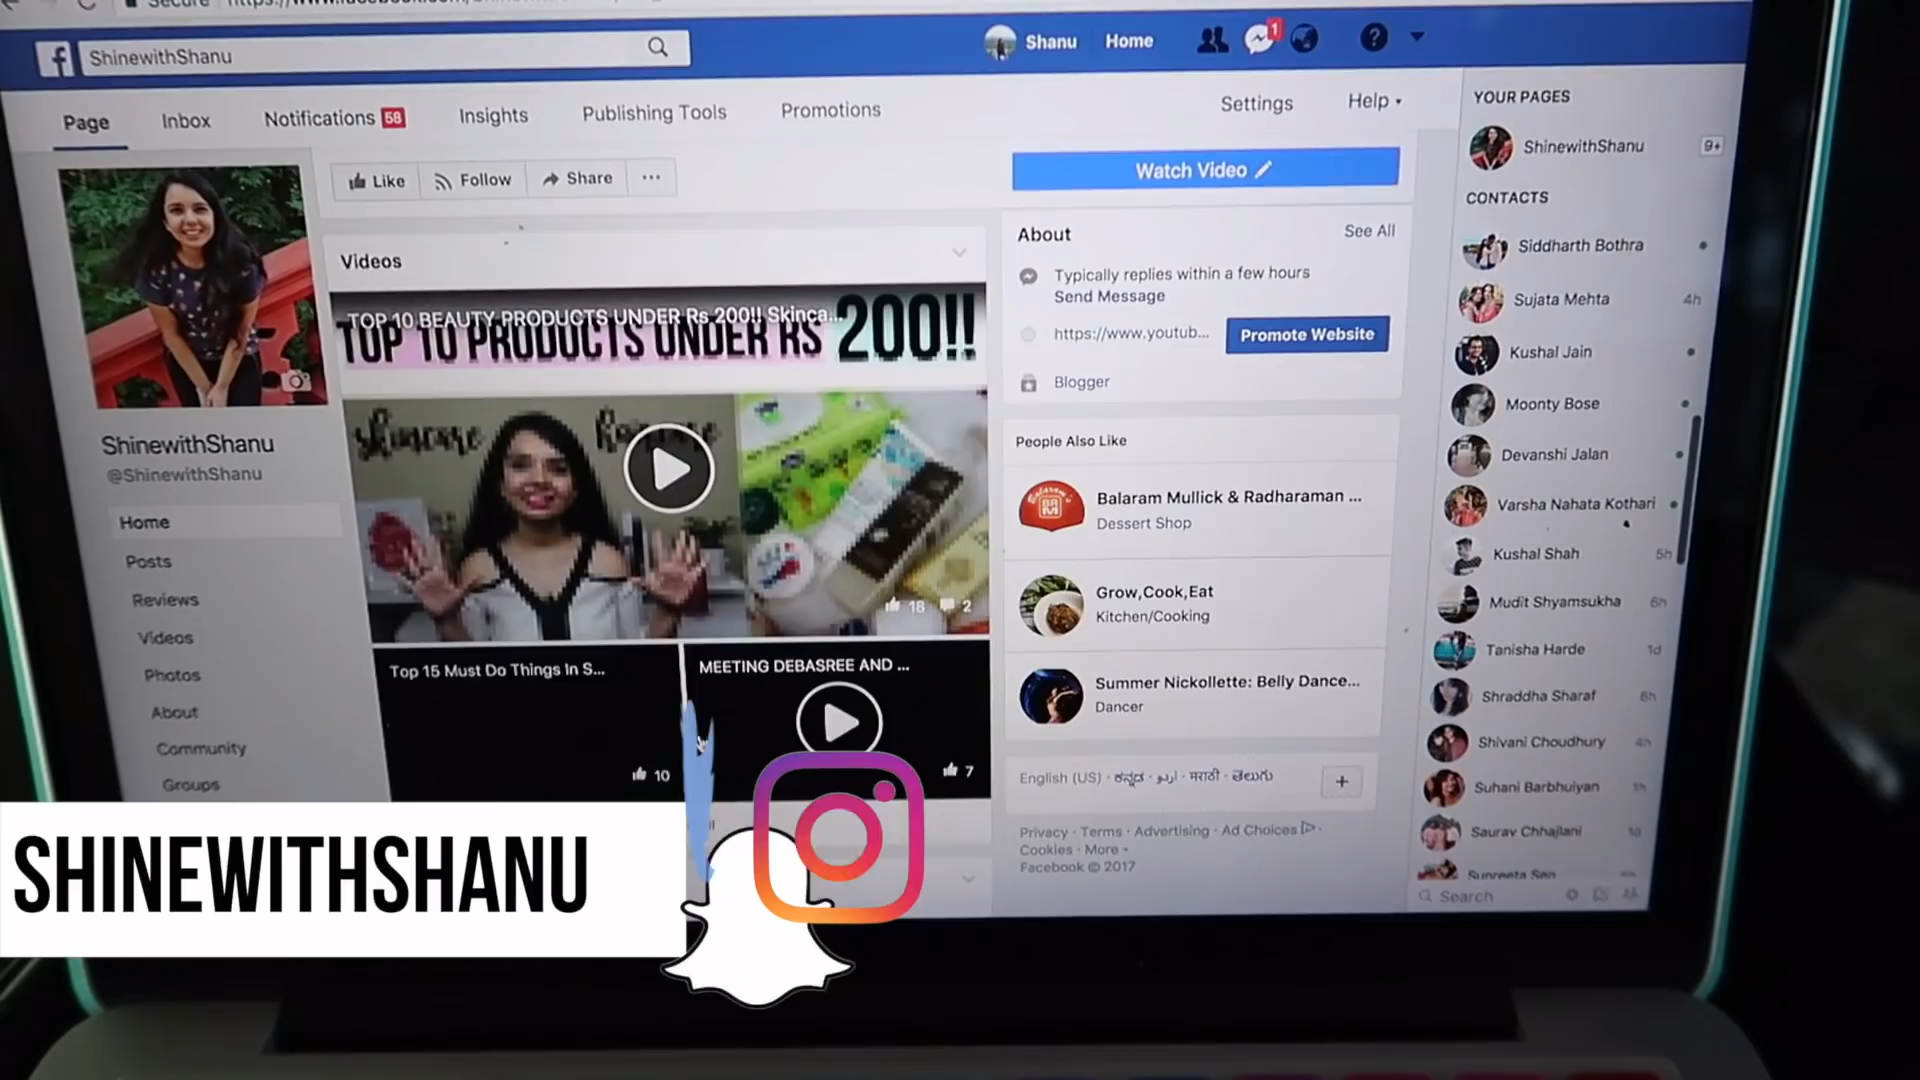 Secure
ShinewithShanu
Shanu
Home
1
?
Page
Inbox
Notifications 58
Insights
Publishing Tools
Promotions
Settings
Help
Like
Follow
Share
...
Watch Video
Videos
TOP 10 BEAUTY PRODUCTS UNDER Rs 200!! Skinca...
TOP 10 PRODUCTS UNDER RS 200!!
18
2
Top 15 Must Do Things In S...
10
MEETING DEBASREE AND ...
7
ShinewithShanu
@ShinewithShanu
Home
Posts
Reviews
Videos
Photos
About
Community
Groups
About
See All
Typically replies within a few hours
Send Message
https://www.youtub...
Promote Website
Blogger
People Also Like
Balaram Mullick & Radharaman ...
Dessert Shop
Grow,Cook,Eat
Kitchen/Cooking
Summer Nickollette: Belly Dance...
Dancer
English (US) · ಕನ್ನಡ · اردو · मराठी · తెలుగు
+
Privacy · Terms · Advertising · Ad Choices ·
Cookies · More
Facebook © 2017
YOUR PAGES
ShinewithShanu
9+
CONTACTS
Siddharth Bothra
Sujata Mehta 4h
Kushal Jain
Moonty Bose
Devanshi Jalan
Varsha Nahata Kothari
Kushal Shah 5h
Mudit Shyamsukha 6h
Tanisha Harde 1d
Shraddha Sharaf 6h
Shivani Choudhury 4h
Suhani Barbhuiyan 1h
Saurav Chhajlani
Search
SHINEWITHSHANU